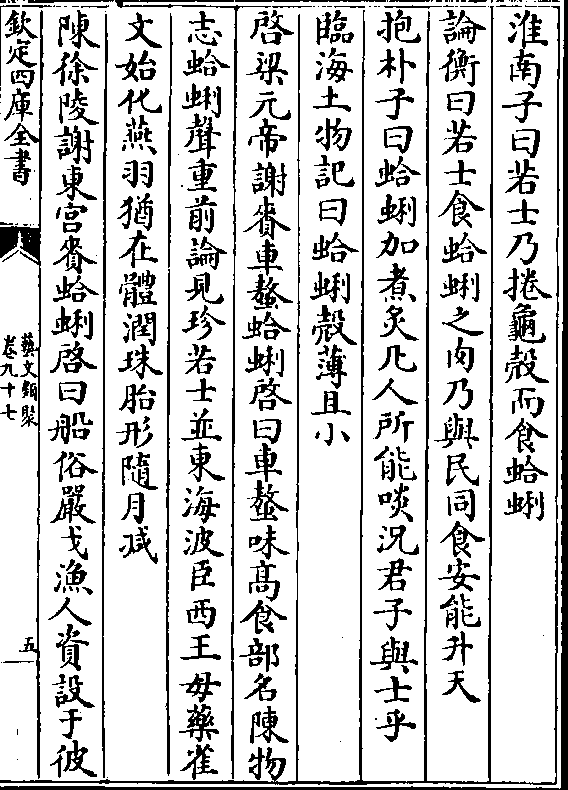 淮南子曰若士乃捲龜殻而食蛤蜊
論衡曰若士食蛤蜊之肉乃與民同食安能升天
抱朴子曰蛤蜊加煮炙凡人所能啖況君子與士乎
臨海土物記曰蛤蜊殻薄且小
啓梁元帝謝賚車螯蛤蜊啓曰車螯味髙食部名陳物
志蛤蜊聲重前論見珍若士並東海波臣西王母藥雀
文始化燕羽猶在體潤珠胎形隨月減
陳徐陵謝東宫賚蛤蜊啓曰船俗嚴戈漁人資設于彼
欽定四庫全書
藝文類聚
卷九十七
五